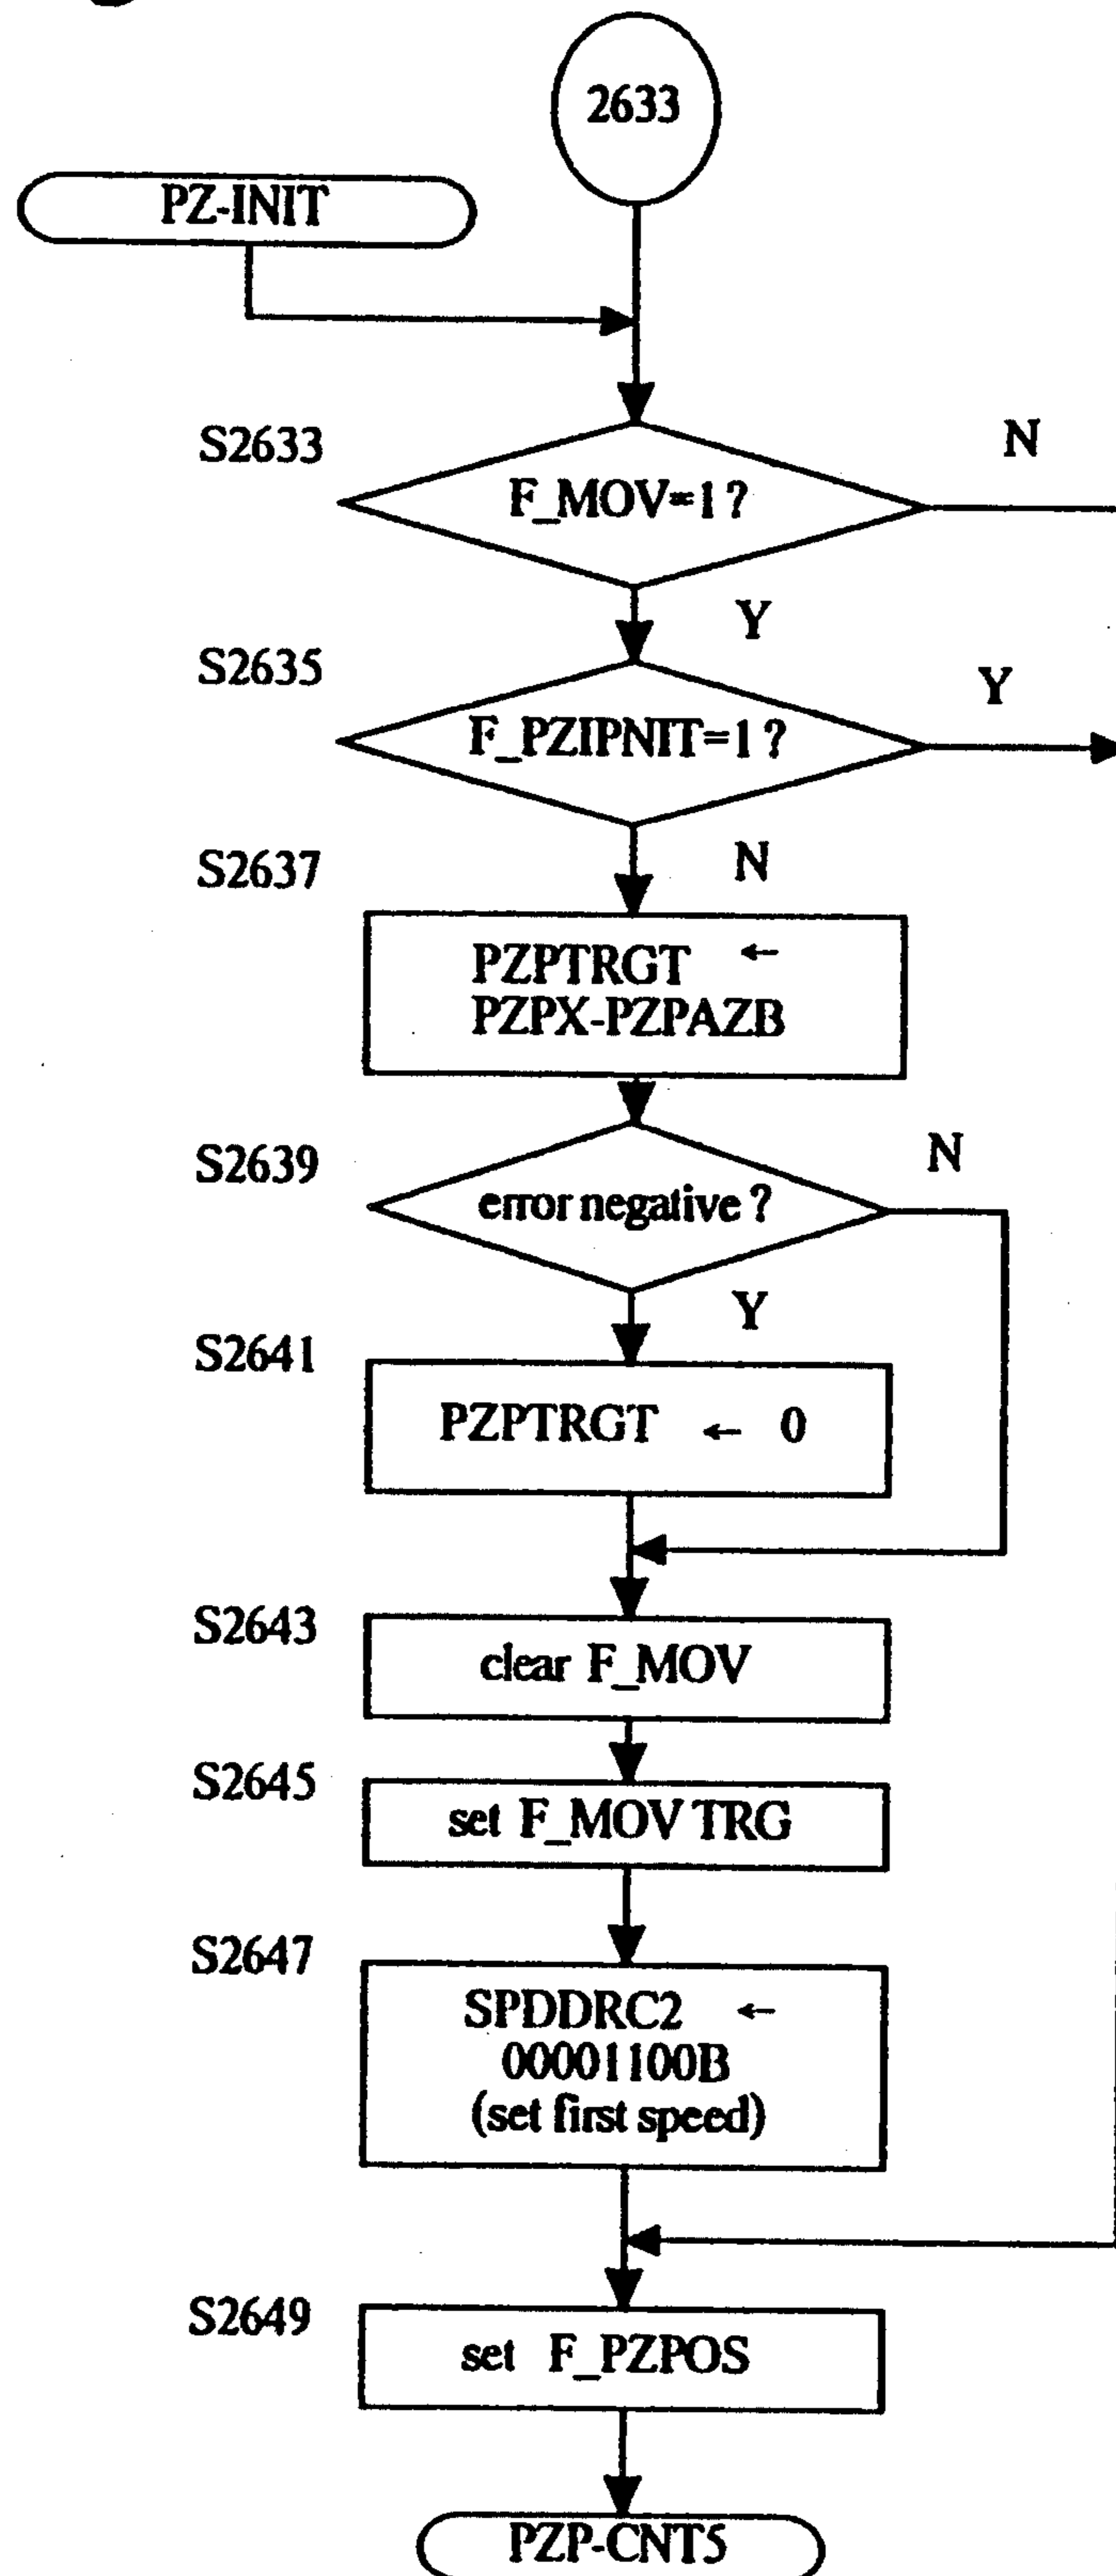 2633
PZ-INIT
S2633
F_MOV=1 ?
N
Y
S2635
F_PZIPNIT=1 ?
Y
N
S2637
PZPTRGT ←
PZPX-PZPAZB
S2639
error negative ?
N
Y
S2641
PZPTRGT ← 0
S2643
clear F_MOV
S2645
set F_MOV TRG
S2647
SPDDRC2 ←
00001100B
(set first speed)
S2649
set F_PZPOS
PZP-CNT5